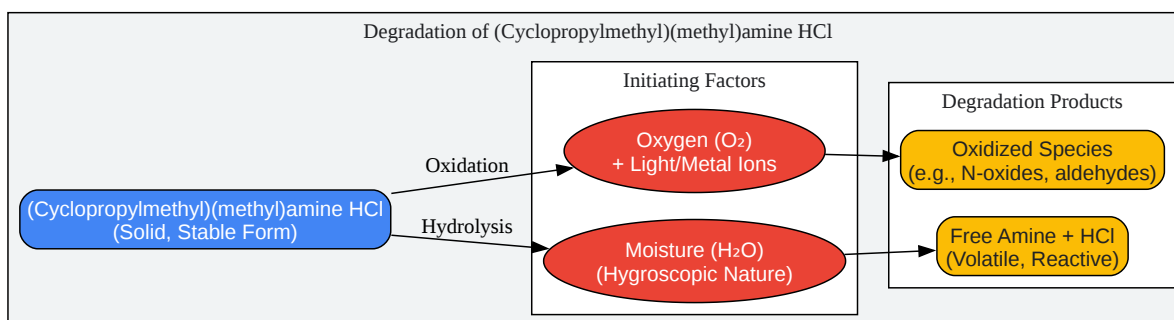 Degradation of (Cyclopropylmethyl)(methyl)amine HCl
(Cyclopropylmethyl)(methyl)amine HCl
(Solid, Stable Form)
Oxidation
Hydrolysis
Initiating Factors
Oxygen (O₂)
+ Light/Metal Ions
Moisture (H₂O)
(Hygroscopic Nature)
Degradation Products
Oxidized Species
(e.g., N-oxides, aldehydes)
Free Amine + HCl
(Volatile, Reactive)